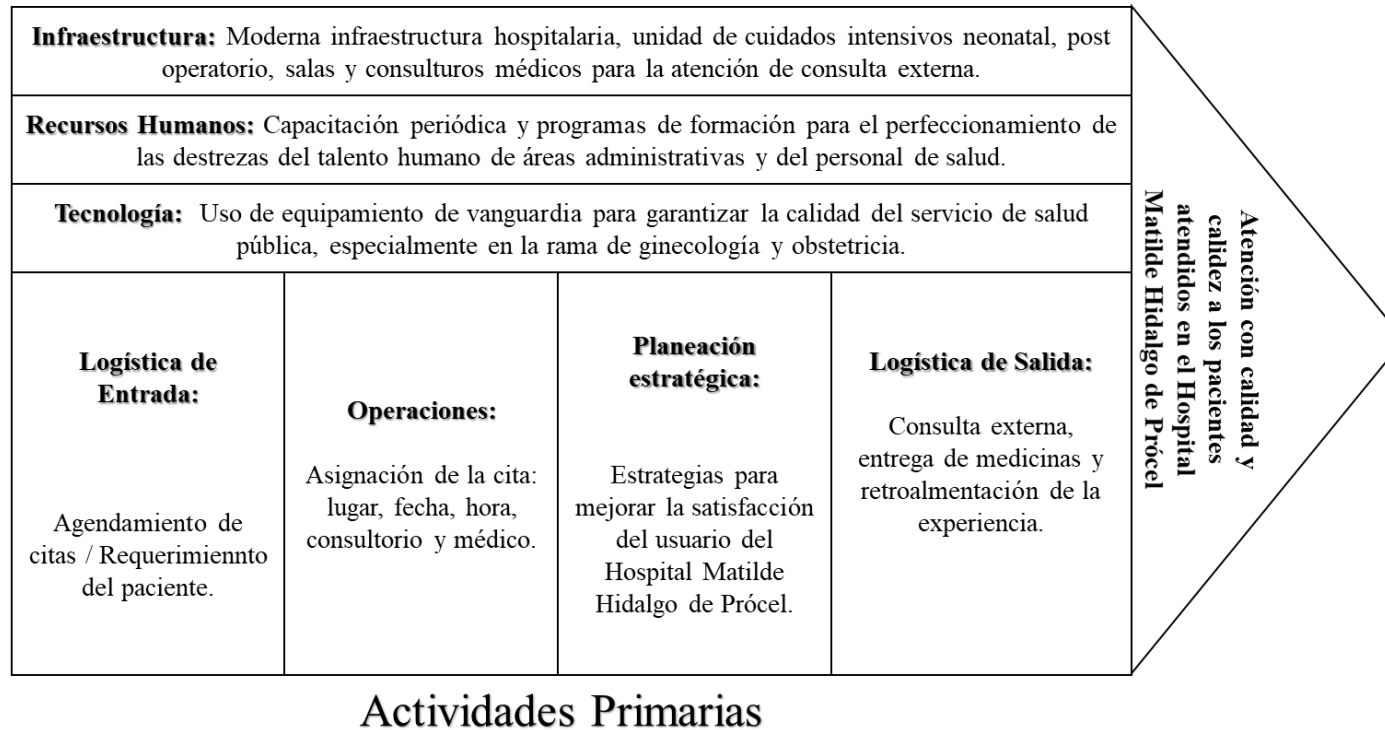 Infraestructura: Moderna infraestructura hospitalaria, unidad de cuidados intensivos neonatal, post
operatorio, salas y consulturos médicos para la atención de consulta externa.
Recursos Humanos: Capacitación periódica y programas de formación para el perfeccionamiento de
las destrezas del talento humano de áreas administrativas y del personal de salud.
Tecnología: Uso de equipamiento de vanguardia para garantizar la calidad del servicio de salud
pública, especialmente en la rama de ginecología y obstetricia.
Logística de
Entrada:
Agendamiento de
citas / Requerimiennto
del paciente.
Operaciones:
Asignación de la cita:
lugar, fecha, hora,
consultorio y médico.
Planeación
estratégica:
Estrategias para
mejorar la satisfacción
del usuario del
Hospital Matilde
Hidalgo de Prócel.
Logística de Salida:
Consulta externa,
entrega de medicinas y
retroalmentación de la
experiencia.
Atención con calidad y
calidez a los pacientes
atendidos en el Hospital
Matilde Hidalgo de Prócel
Actividades Primarias